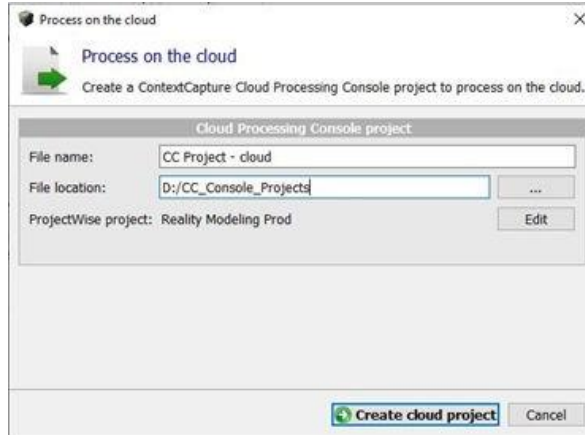 Process on the cloud
Process on the cloud
Create a ContextCapture Cloud Processing Console project to process on the cloud.
Cloud Processing Console project
File name: CC Project - cloud
File location: D:/CC_Console_Projects ...
ProjectWise project: Reality Modeling Prod Edit
Create cloud project Cancel